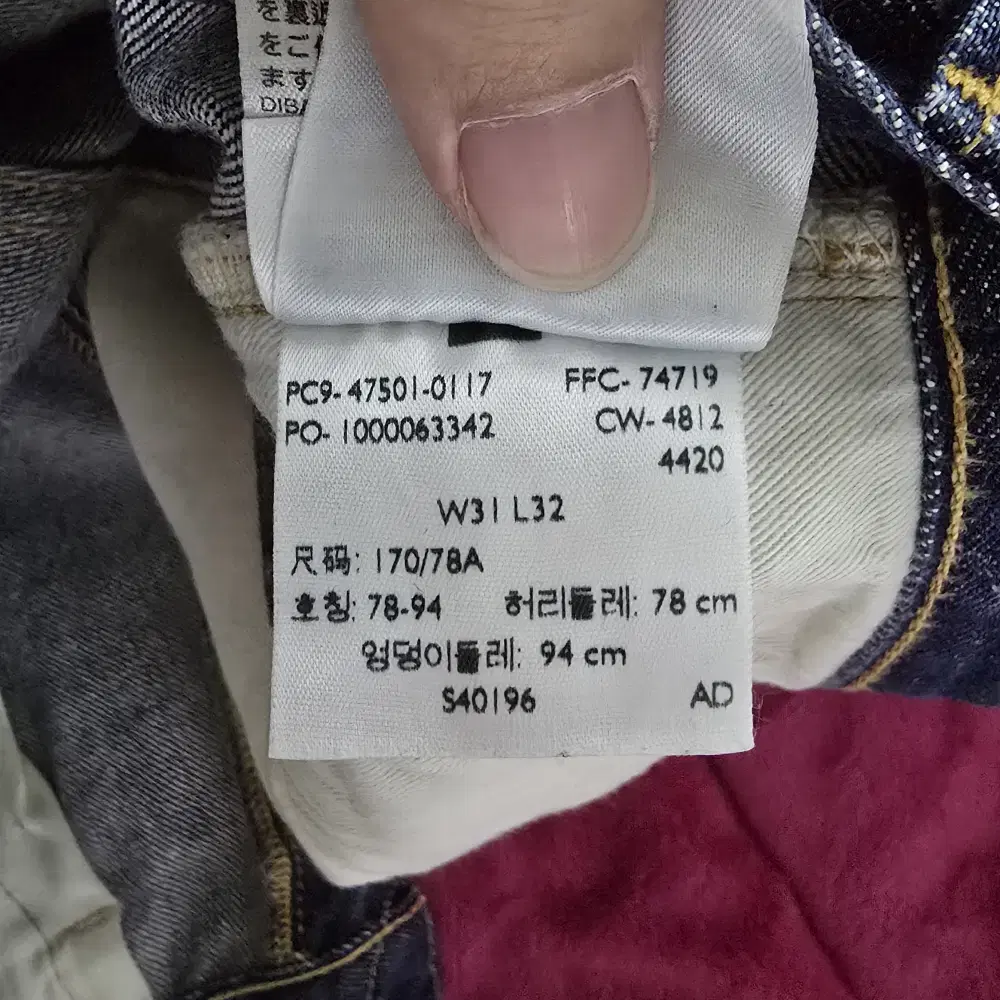 を裏返
をご
ます
DISA
PC9-47501-0117 FFC-74719
PO-1000063342 CW-4812
4420
W31 L32
尺码: 170/78A
호칭: 78-94 허리둘레: 78 cm
엉덩이둘레: 94 cm
S40196 AD